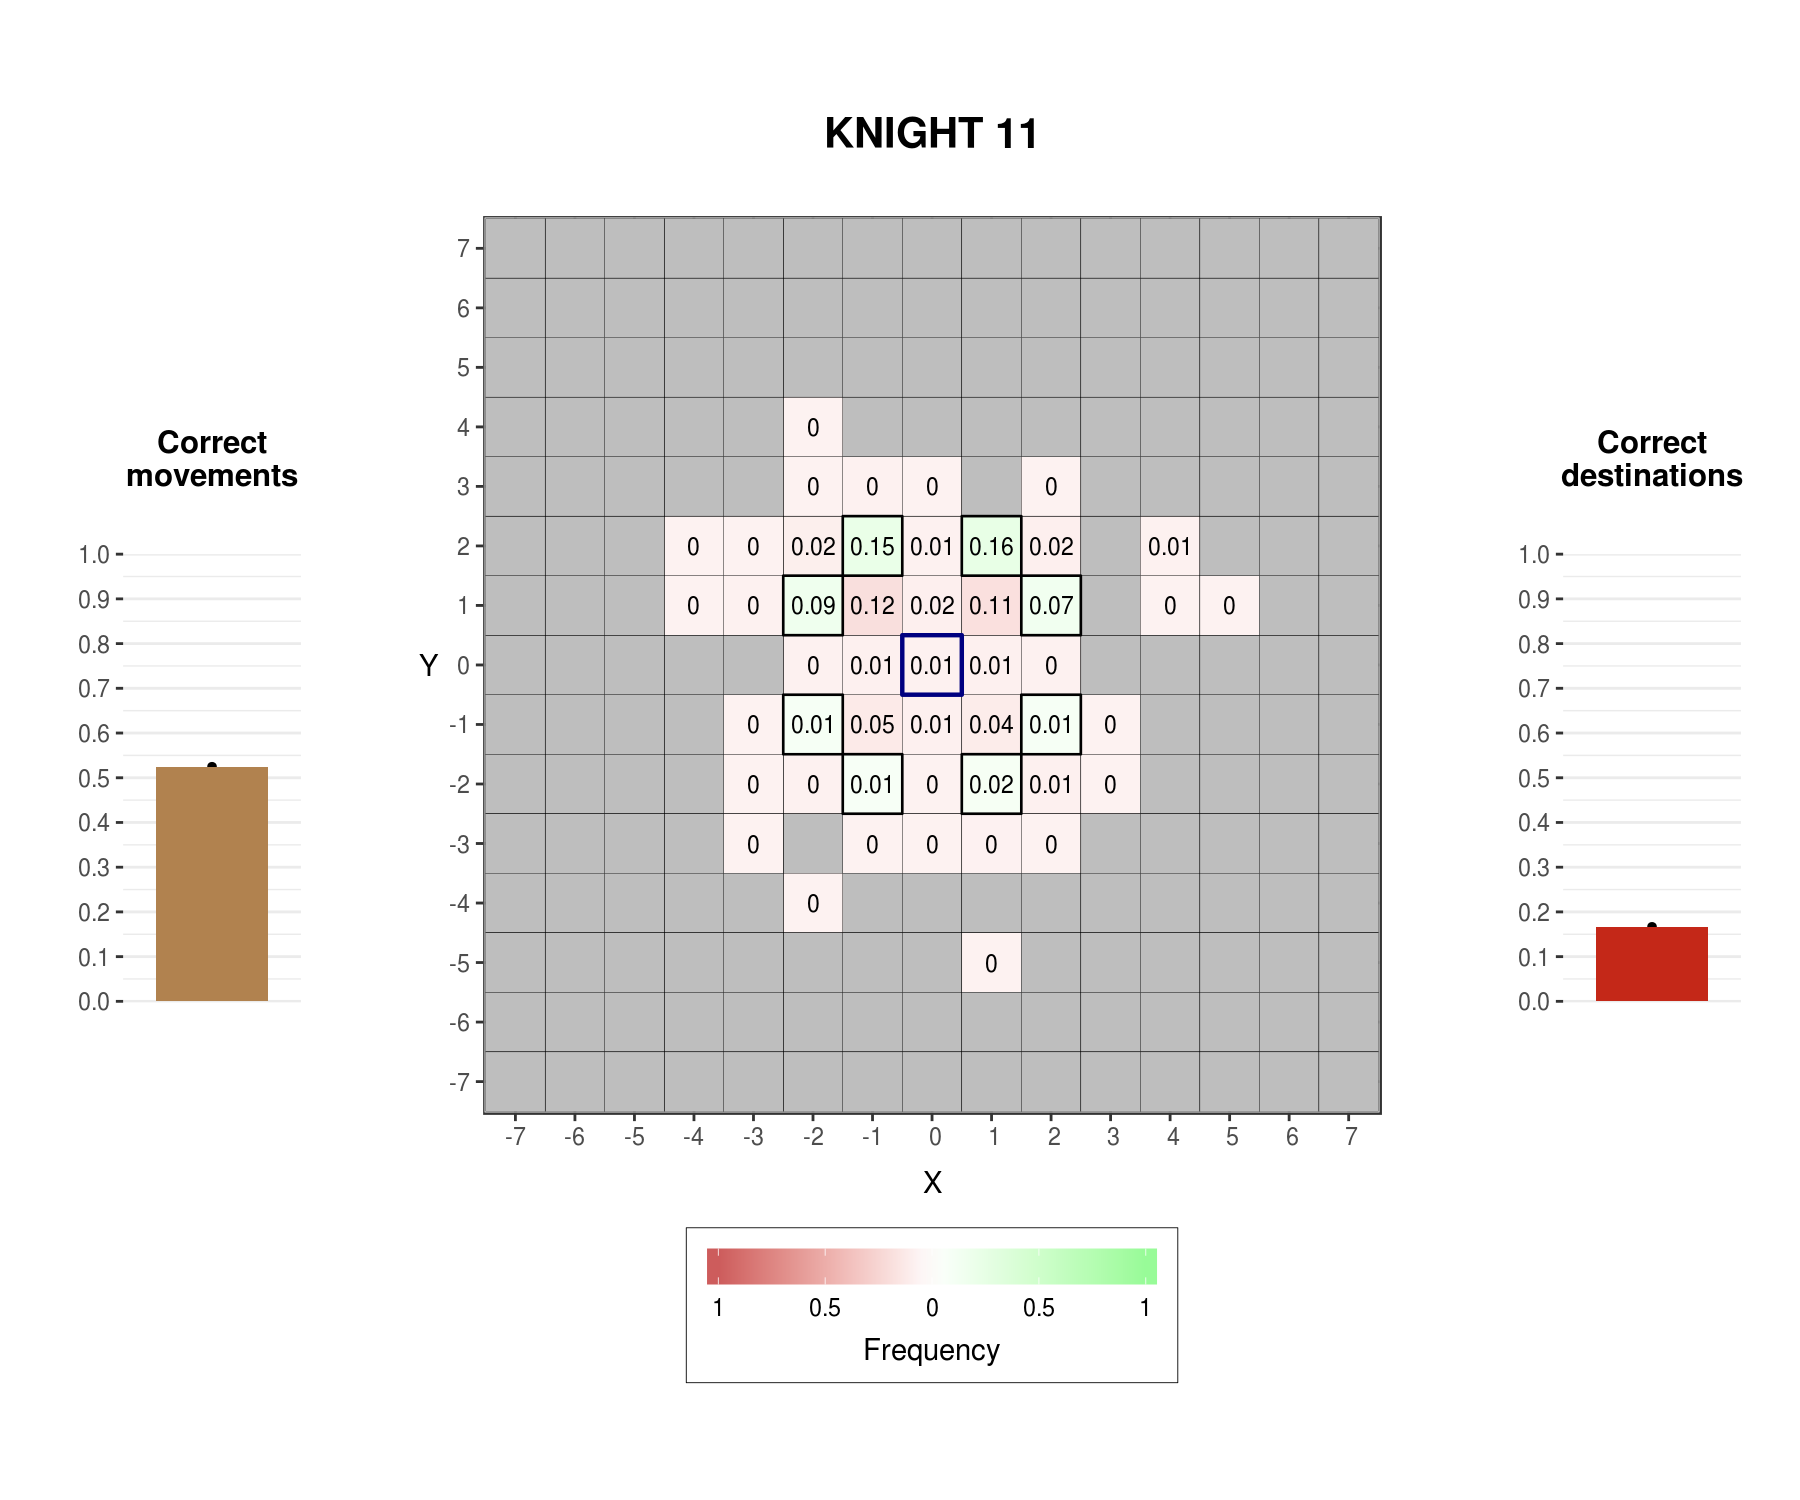 KNIGHT 11
Correct
movements
1.0
0.9
0.8
0.7
0.6
0.5
0.4
0.3
0.2
0.1
0.0
Y
7
6
5
4 0
3 0 0 0 0
2 0 0 0.02 0.15 0.01 0.16 0.02 0.01
1 0 0 0.09 0.12 0.02 0.11 0.07 0 0
0 0 0.01 0.01 0.01 0
-1 0 0.01 0.05 0.01 0.04 0.01 0
-2 0 0 0.01 0 0.02 0.01 0
-3 0 0 0 0 0
-4 0
-5 0
-6
-7
-7 -6 -5 -4 -3 -2 -1 0 1 2 3 4 5 6 7
X
1 0.5 0 0.5 1
Frequency
Correct
destinations
1.0
0.9
0.8
0.7
0.6
0.5
0.4
0.3
0.2
0.1
0.0